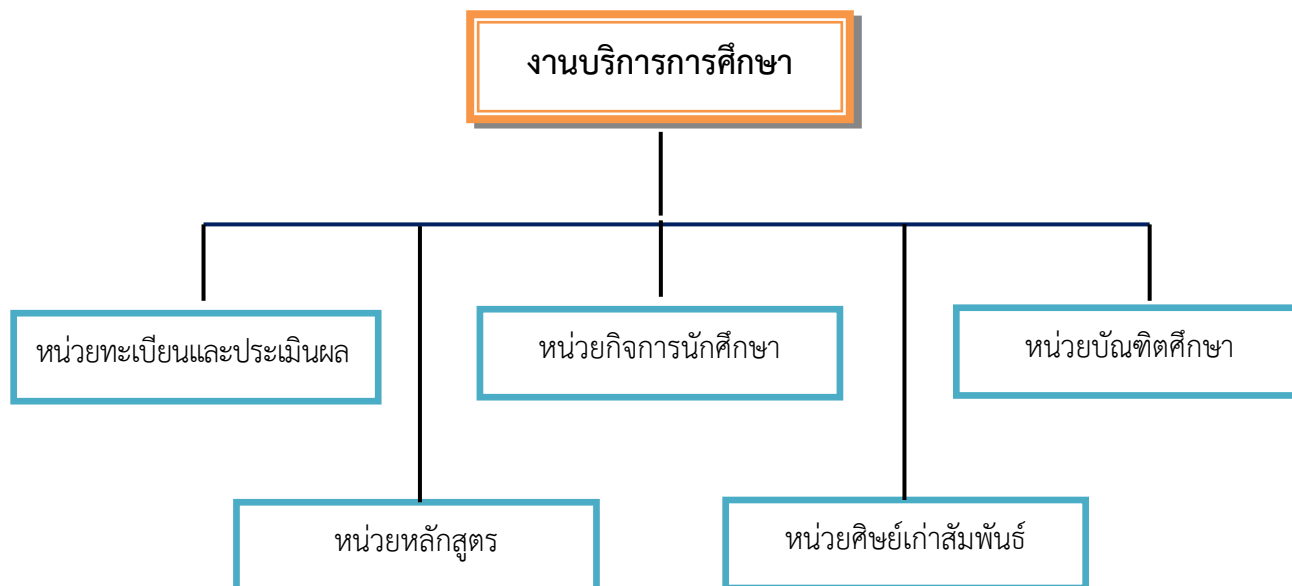 งานบริการการศึกษา
หน่วยทะเบียนและประเมินผล
หน่วยกิจการนักศึกษา
หน่วยบัณฑิตศึกษา
หน่วยหลักสูตร
หน่วยศิษย์เก่าสัมพันธ์